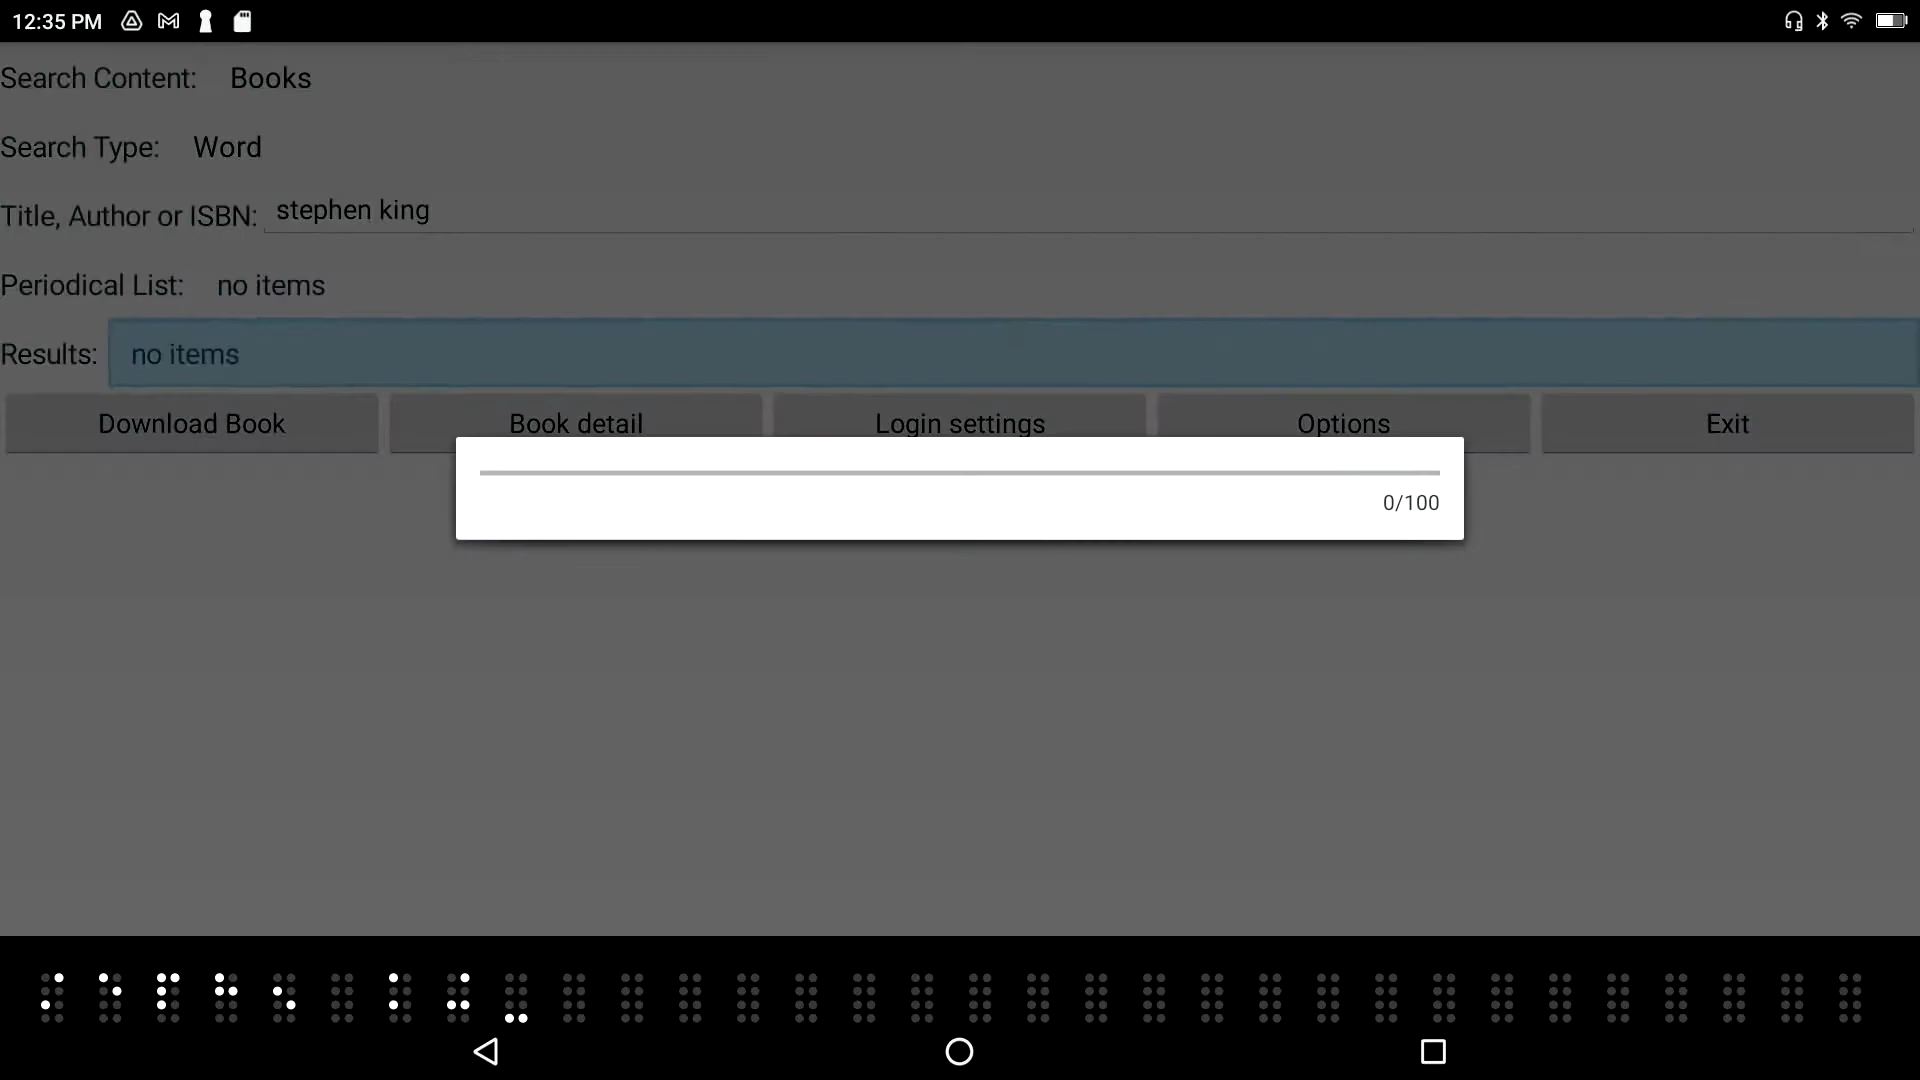 12:35 PM
Search Content: Books
Search Type: Word
Title, Author or ISBN: stephen king
Periodical List: no items
Results: no items
Download Book Book detail Login settings Options Exit
0/100